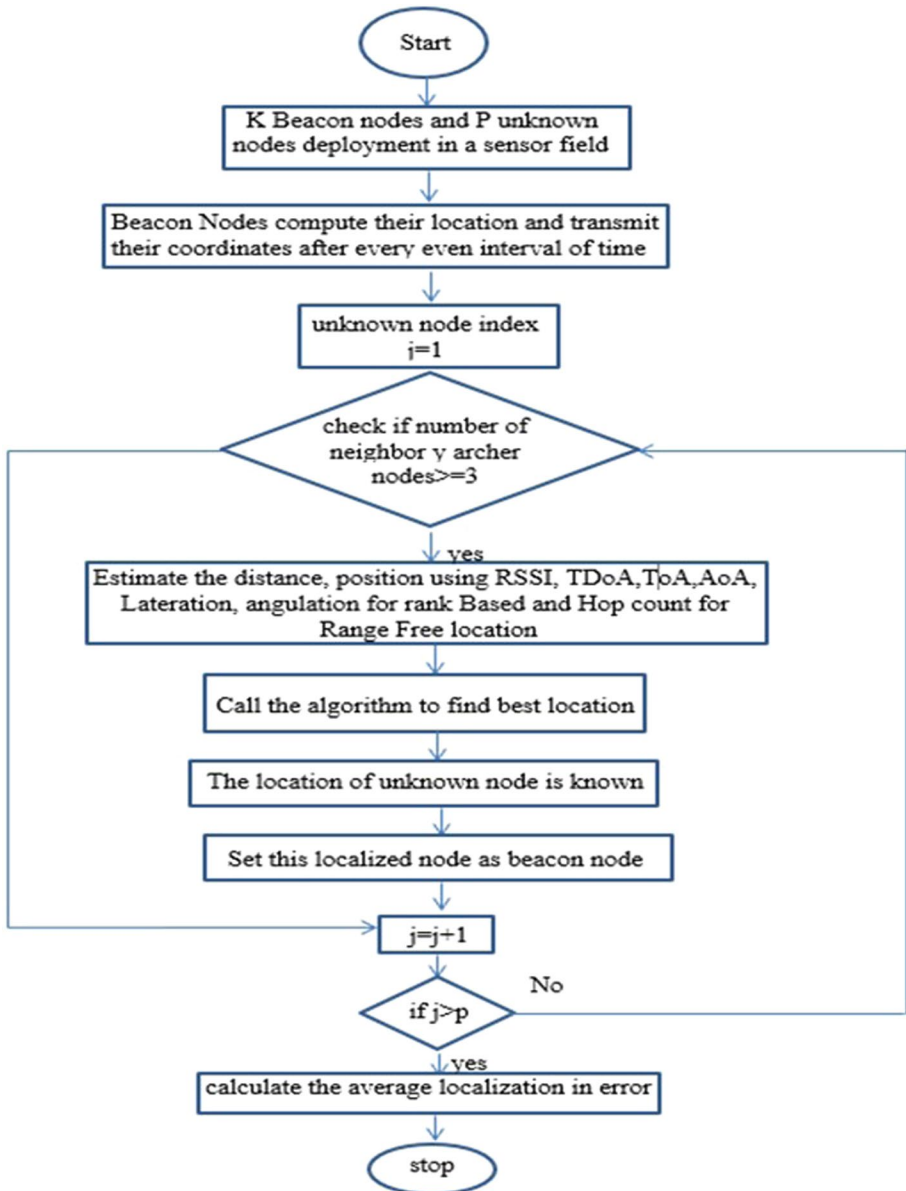 Start
K Beacon nodes and P unknown
nodes deployment in a sensor field
Beacon Nodes compute their location and transmit
their coordinates after every even interval of time
unknown node index
j=1
check if number of
neighbor y archer
nodes>=3
yes
Estimate the distance, position using RSSI, TDoA,ToA,AoA,
Lateration, angulation for rank Based and Hop count for
Range Free location
Call the algorithm to find best location
The location of unknown node is known
Set this localized node as beacon node
j=j+1
No
if j>p
yes
calculate the average localization in error
stop